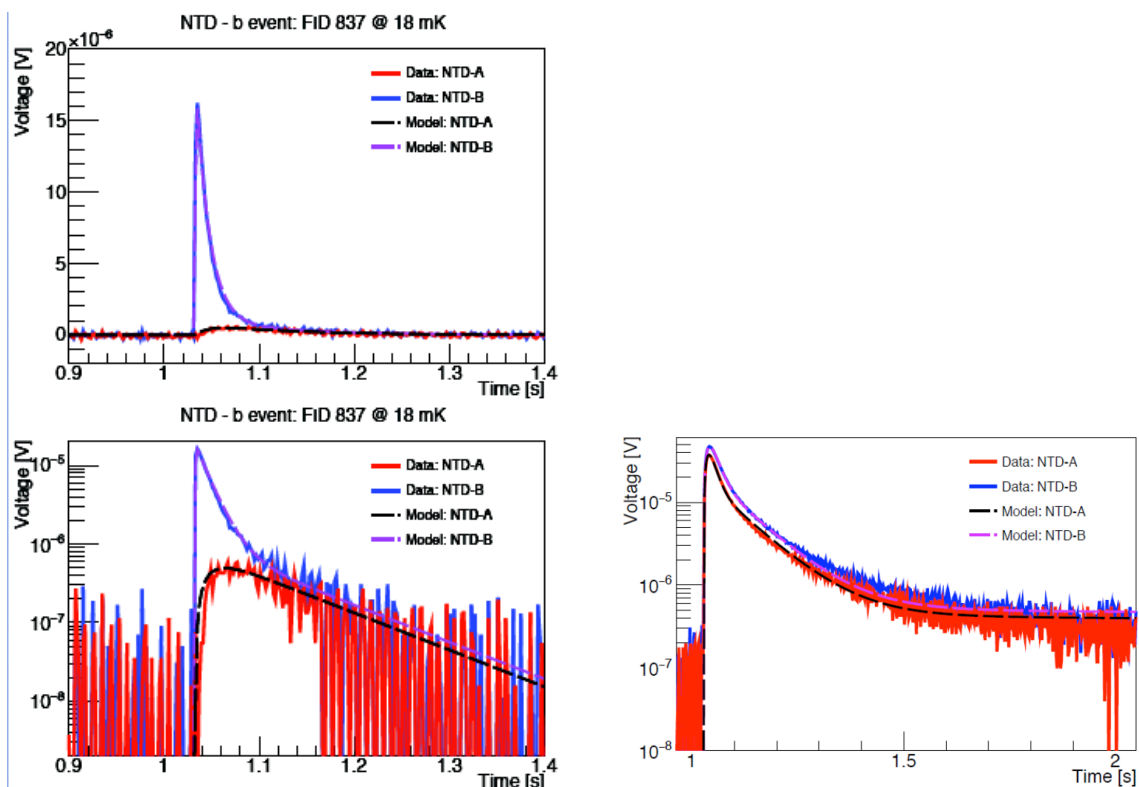 NTD - b event: FID 837 @ 18 mK
×10⁻⁶
Voltage [V]
20
15
10
5
0
Data: NTD-A
Data: NTD-B
Model: NTD-A
Model: NTD-B
0.9 1 1.1 1.2 1.3 1.4
Time [s]
NTD - b event: FID 837 @ 18 mK
Voltage [V]
10⁻⁵
10⁻⁶
10⁻⁷
10⁻⁸
Data: NTD-A
Data: NTD-B
Model: NTD-A
Model: NTD-B
0.9 1 1.1 1.2 1.3 1.4
Time [s]
Voltage [V]
10⁻⁵
10⁻⁶
10⁻⁷
10⁻⁸
Data: NTD-A
Data: NTD-B
Model: NTD-A
Model: NTD-B
1 1.5 2
Time [s]